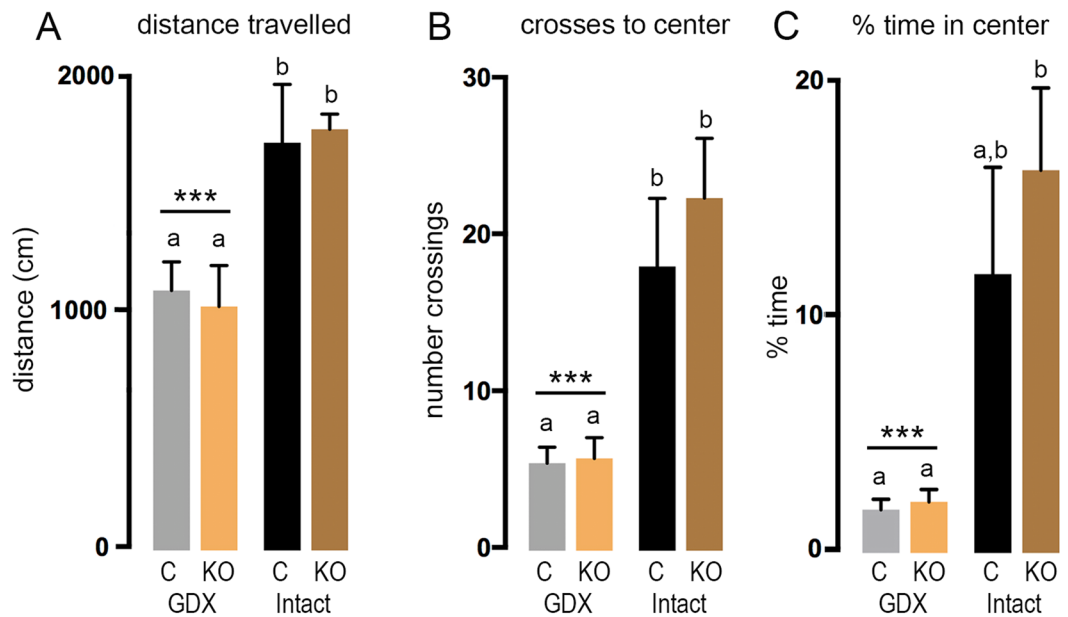 A distance travelled
distance (cm)
2000
1000
0
***
a a b b
C KO C KO
GDX Intact
B crosses to center
number crossings
30
20
10
0
***
a a b b
C KO C KO
GDX Intact
C % time in center
% time
20
10
0
***
a a a,b b
C KO C KO
GDX Intact